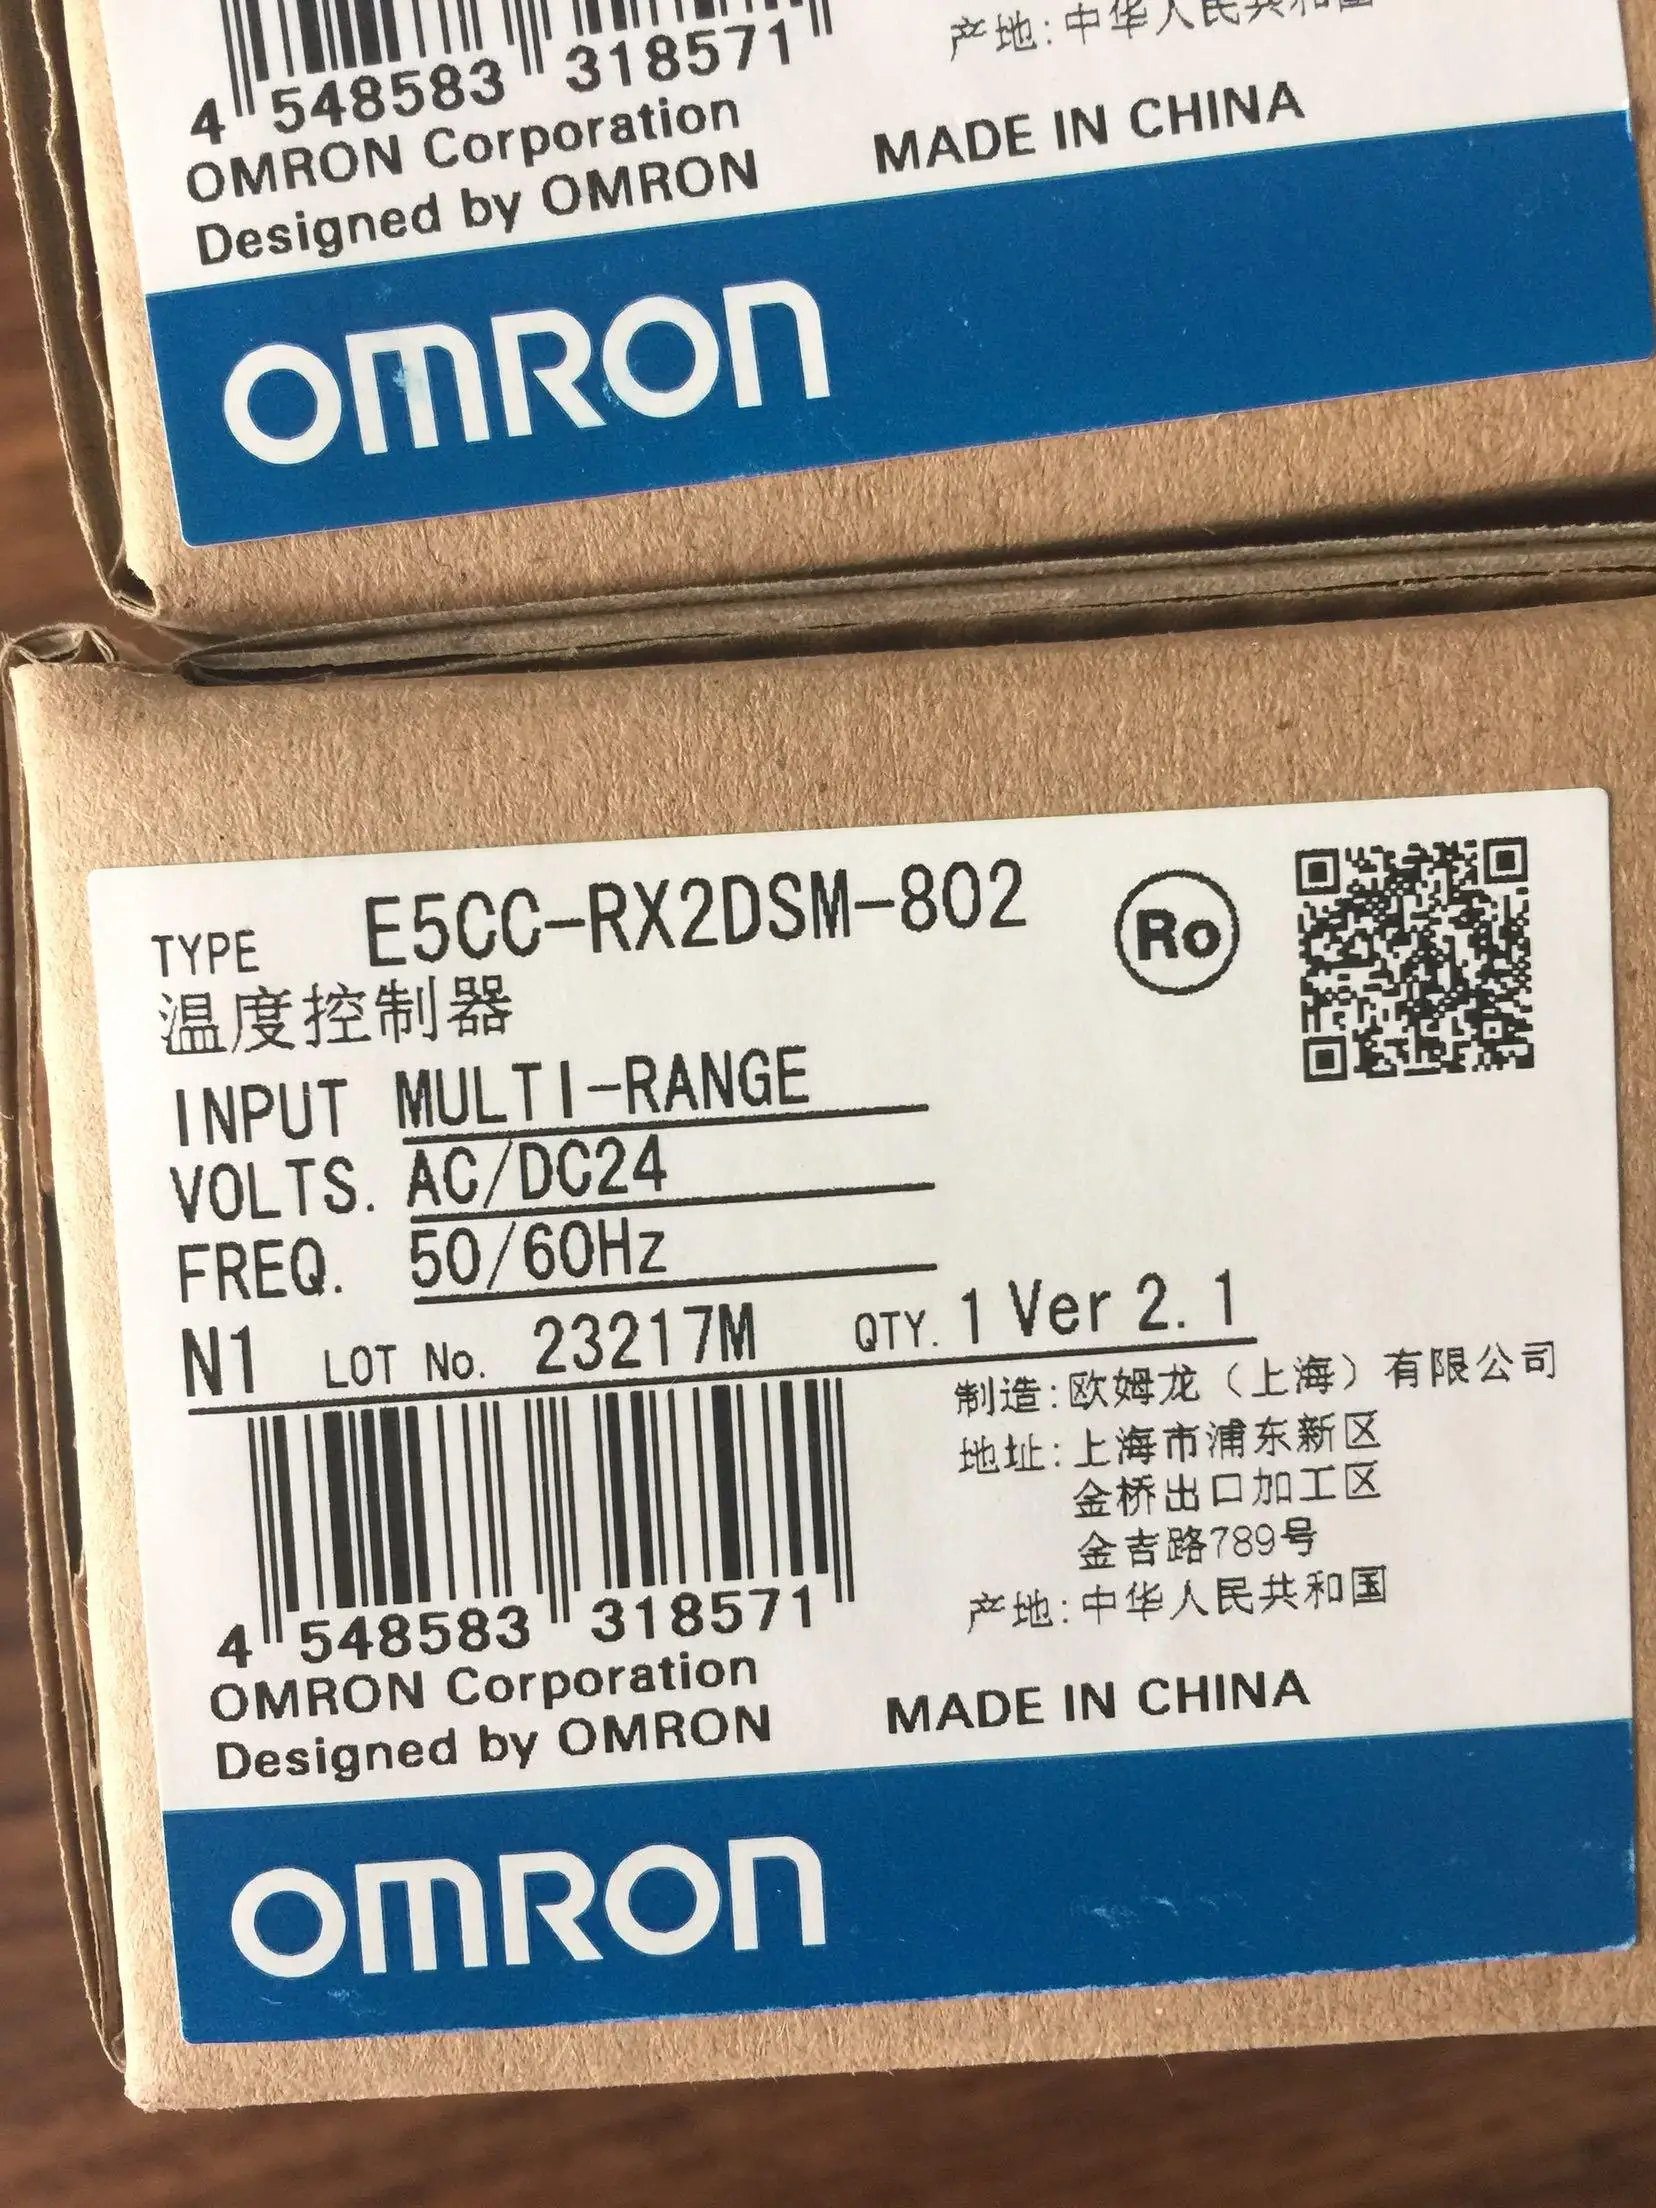 4 548583 318571
产地:中华人民共和国
OMRON Corporation
Designed by OMRON
MADE IN CHINA
OMRON
TYPE E5CC-RX2DSM-802
Ro
温度控制器
INPUT MULTI-RANGE
VOLTS. AC/DC24
FREQ. 50/60Hz
N1 LOT No. 23217M QTY. 1 Ver 2.1
制造:欧姆龙（上海）有限公司
地址:上海市浦东新区
金桥出口加工区
金吉路789号
产地:中华人民共和国
4 548583 318571
OMRON Corporation
Designed by OMRON
MADE IN CHINA
OMRON